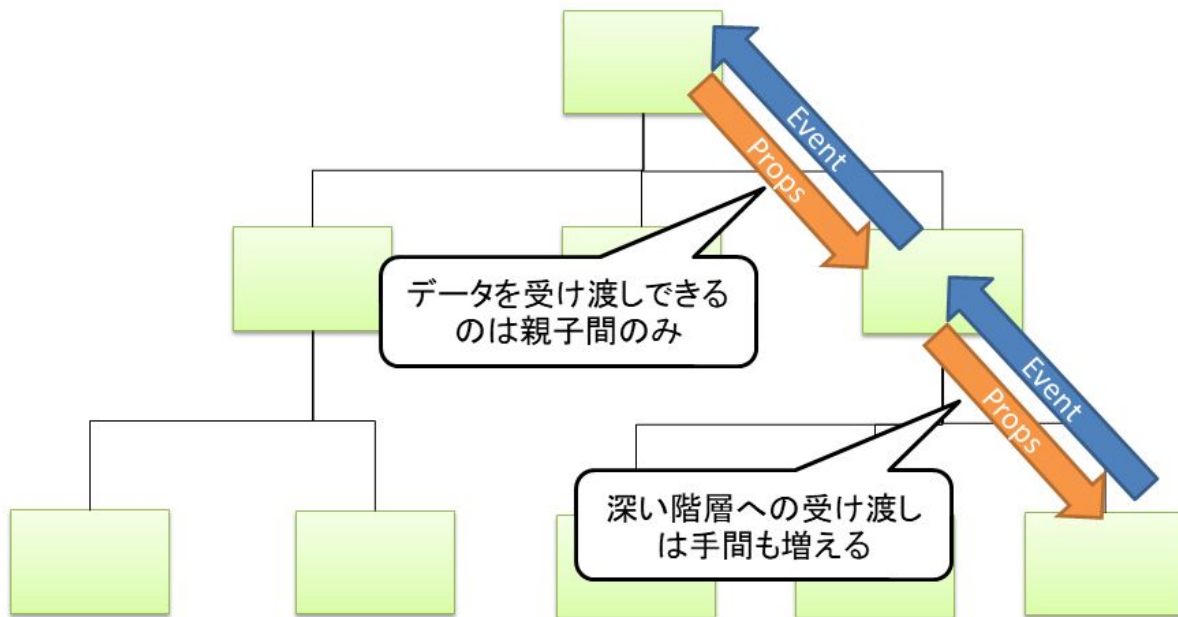 Event
Props
データを受け渡しできる
のは親子間のみ
Event
Props
深い階層への受け渡し
は手間も増える